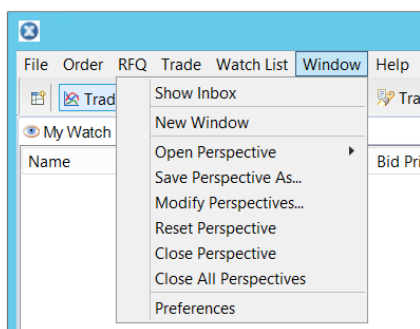 File Order RFQ Trade Watch List Window Help
Trad
Show Inbox
Tra
New Window
My Watch
Open Perspective
Name
Bid Pri
Save Perspective As...
Modify Perspectives...
Reset Perspective
Close Perspective
Close All Perspectives
Preferences